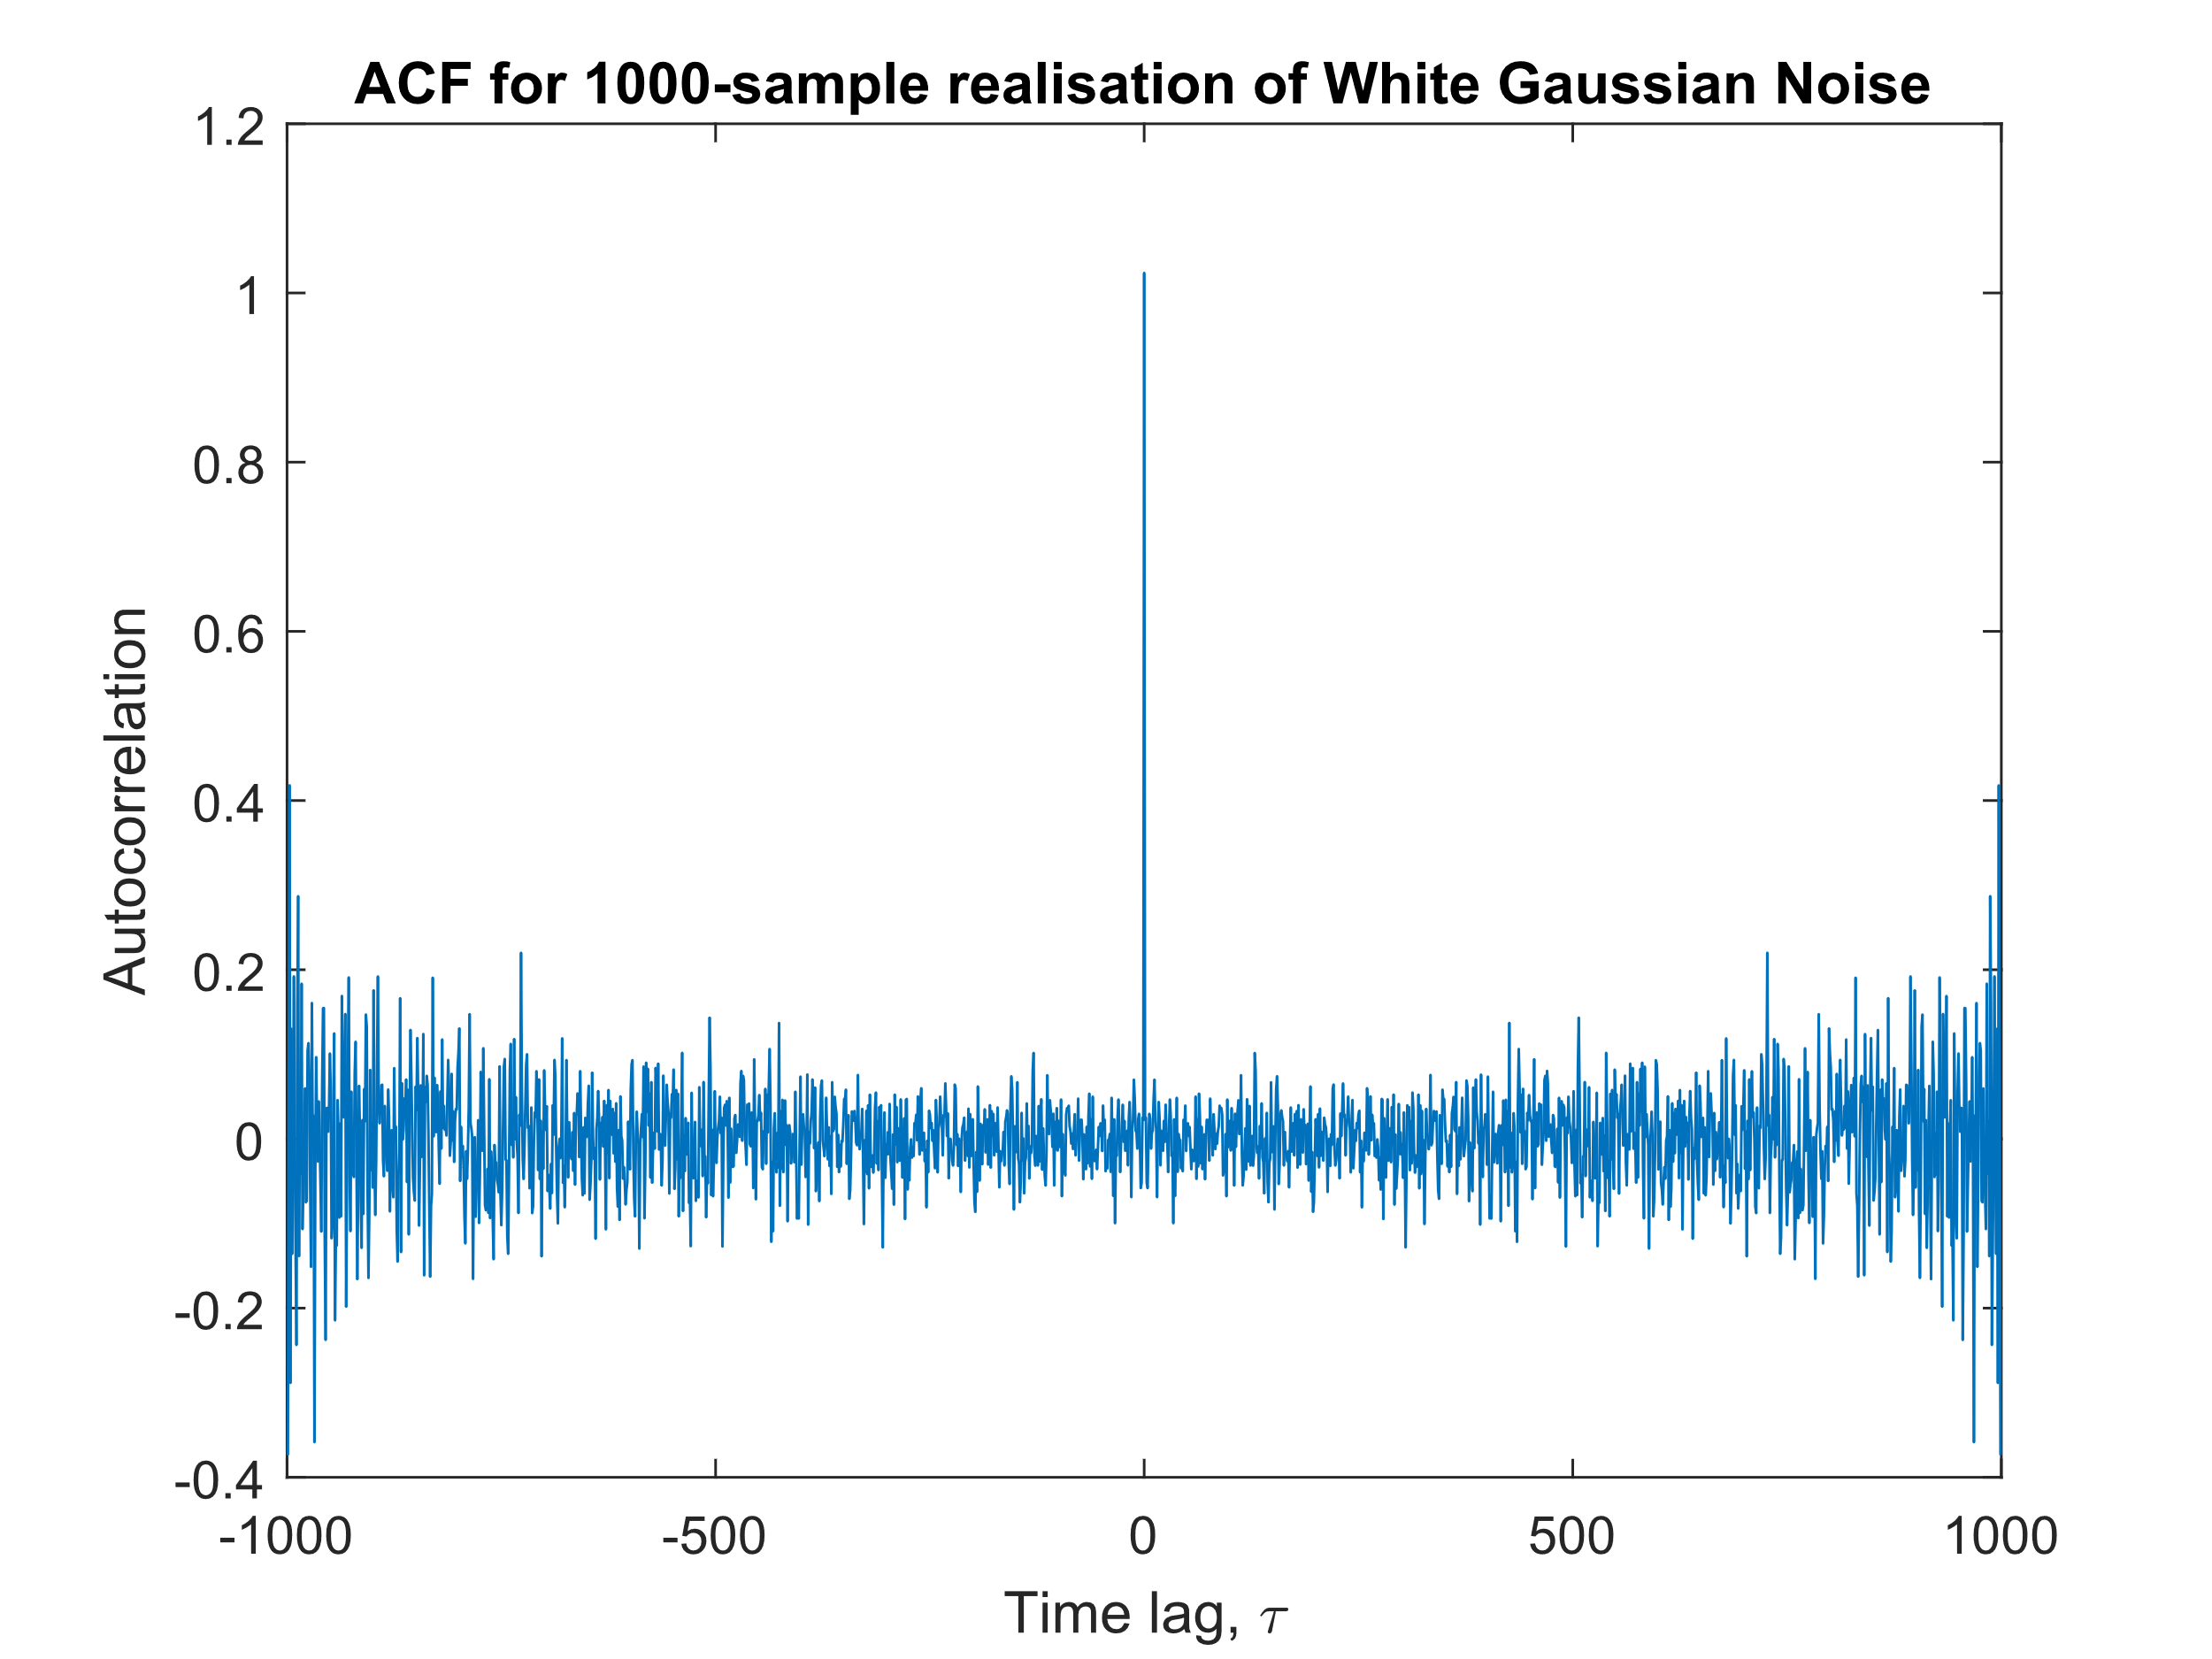 ACF for 1000-sample realisation of White Gaussian Noise
1.2
1
0.8
0.6
0.4
0.2
0
-0.2
-0.4
Autocorrelation
-1000 -500 0 500 1000
Time lag, τ